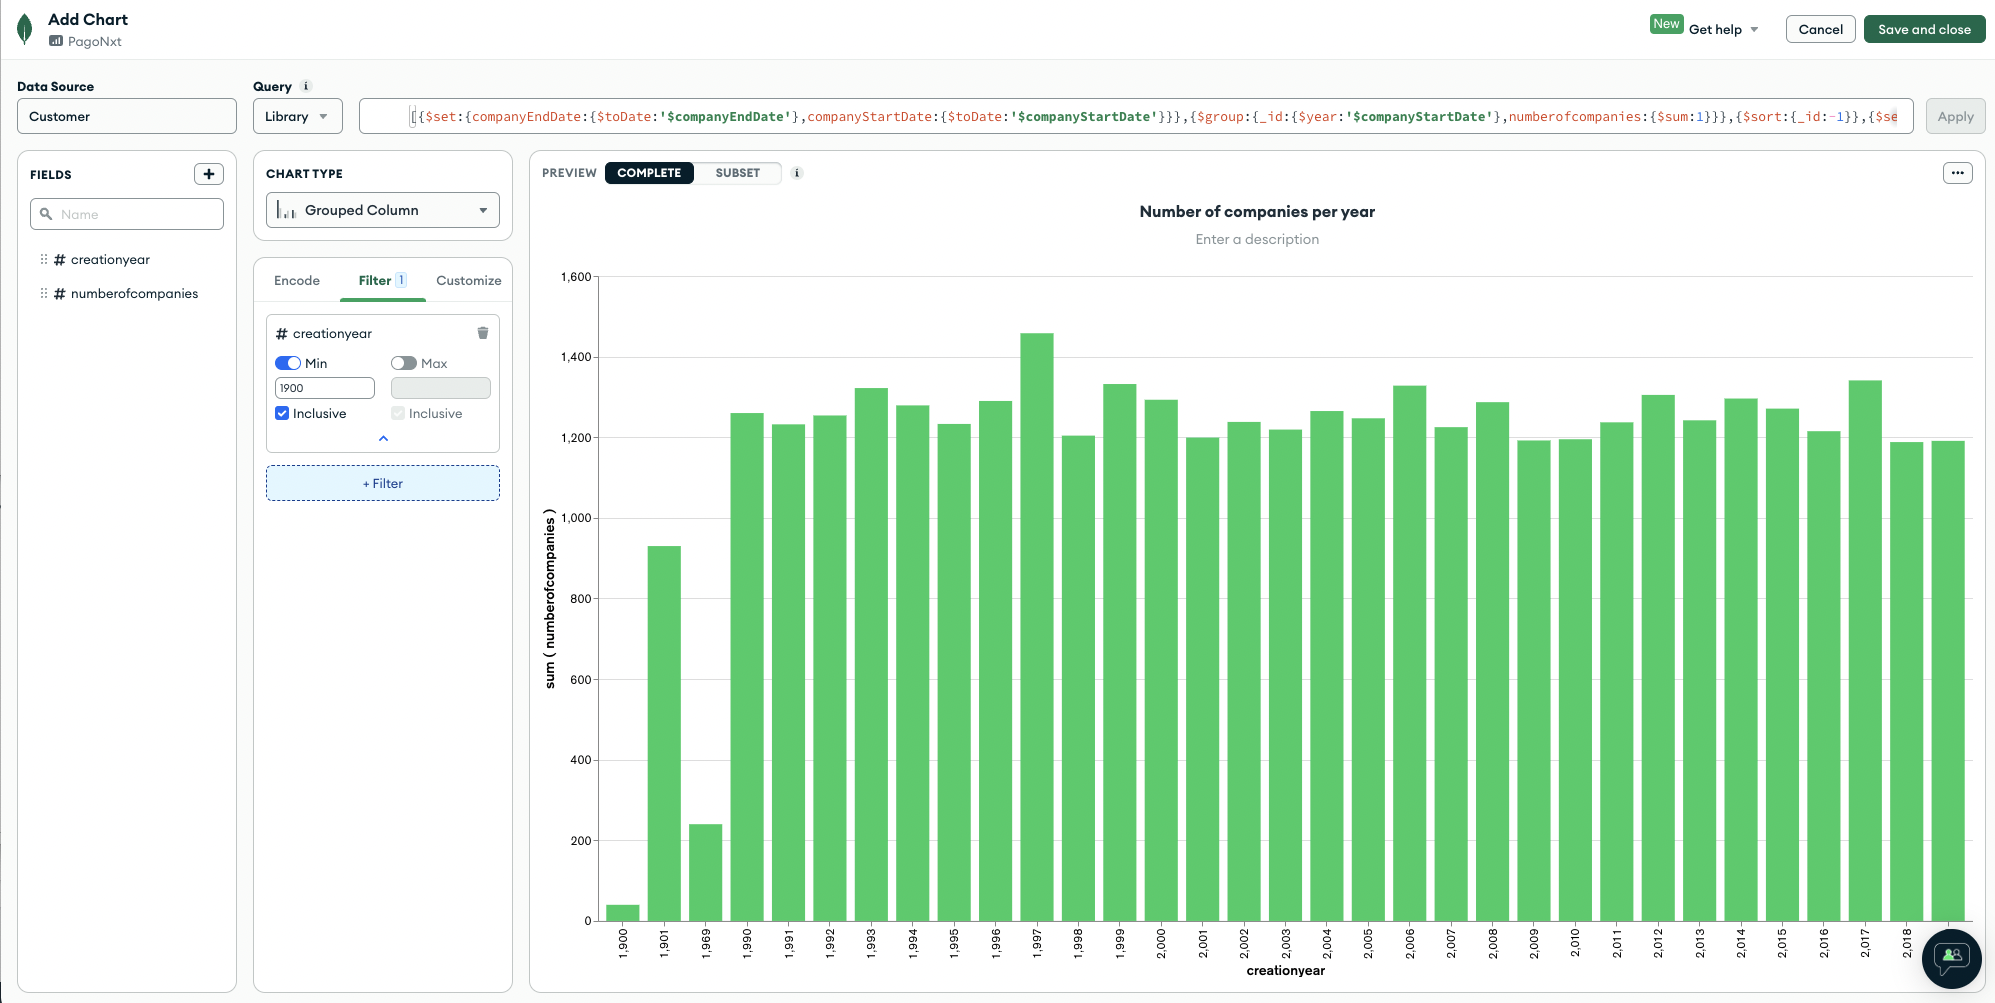 Add Chart
PagoNxt
New
Get help
Cancel
Save and close
Data Source
Customer
Query i
Library
[{$set:{companyEndDate:{$toDate:'$companyEndDate'},companyStartDate:{$toDate:'$companyStartDate'}}},{$group:{_id:{$year:'$companyStartDate'},numberofcompanies:{$sum:1}}},{$sort:{_id:-1}},{$se
Apply
FIELDS
+
Name
# creationyear
# numberofcompanies
CHART TYPE
Grouped Column
Encode
Filter 1
Customize
# creationyear
Min
Max
1900
Inclusive
Inclusive
+ Filter
PREVIEW
COMPLETE
SUBSET
i
Number of companies per year
Enter a description
1,600
1,400
1,200
1,000
800
600
400
200
0
sum ( numberofcompanies )
1,900
1,901
1,969
1,990
1,991
1,992
1,993
1,994
1,995
1,996
1,997
1,998
1,999
2,000
2,001
2,002
2,003
2,004
2,005
2,006
2,007
2,008
2,009
2,010
2,011
2,012
2,013
2,014
2,015
2,016
2,017
2,018
creationyear